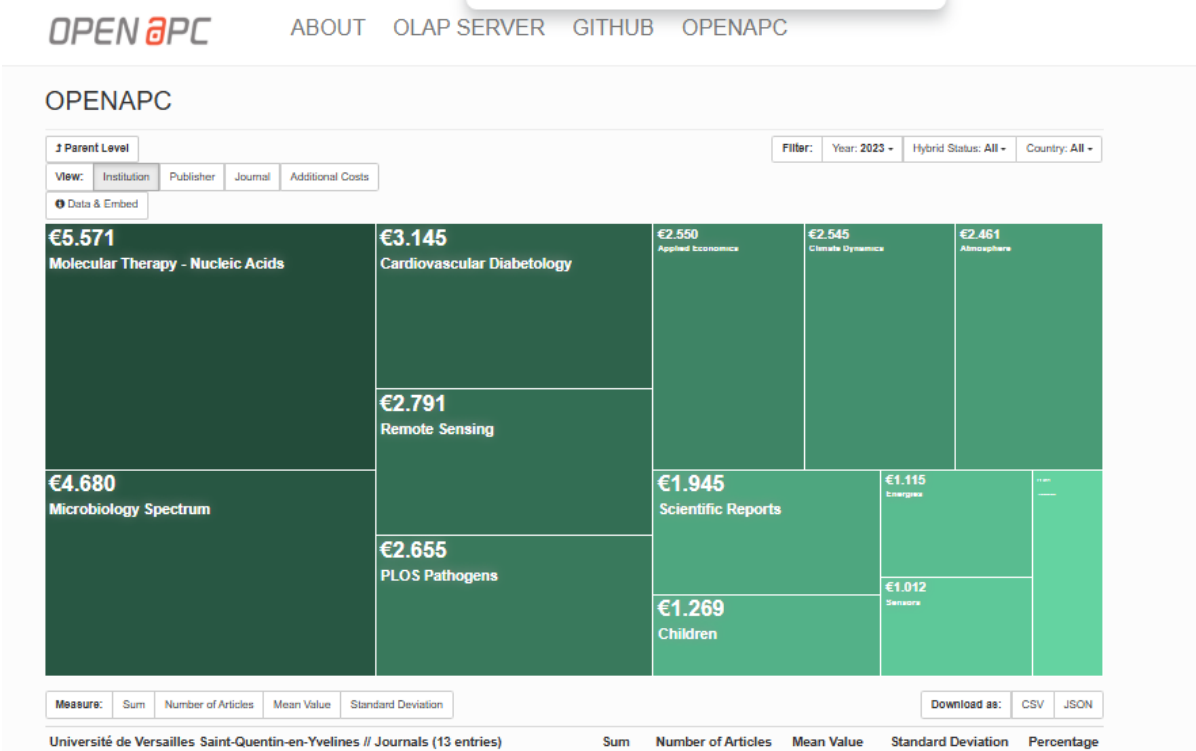 OPEN aPC ABOUT OLAP SERVER GITHUB OPENAPC
OPENAPC
Parent Level
Filter: Year: 2023 Hybrid Status: All Country: All
View: Institution Publisher Journal Additional Costs
Data & Embed
€5.571
Molecular Therapy - Nucleic Acids
€3.145
Cardiovascular Diabetology
€2.550
Applied Economics
€2.545
Climate Dynamics
€2.461
Atmosphere
€2.791
Remote Sensing
€4.680
Microbiology Spectrum
€1.945
Scientific Reports
€1.115
Energies
€2.655
PLOS Pathogens
€1.012
Sensors
€1.269
Children
Measure: Sum Number of Articles Mean Value Standard Deviation
Download as: CSV JSON
Université de Versailles Saint-Quentin-en-Yvelines // Journals (13 entries) Sum Number of Articles Mean Value Standard Deviation Percentage